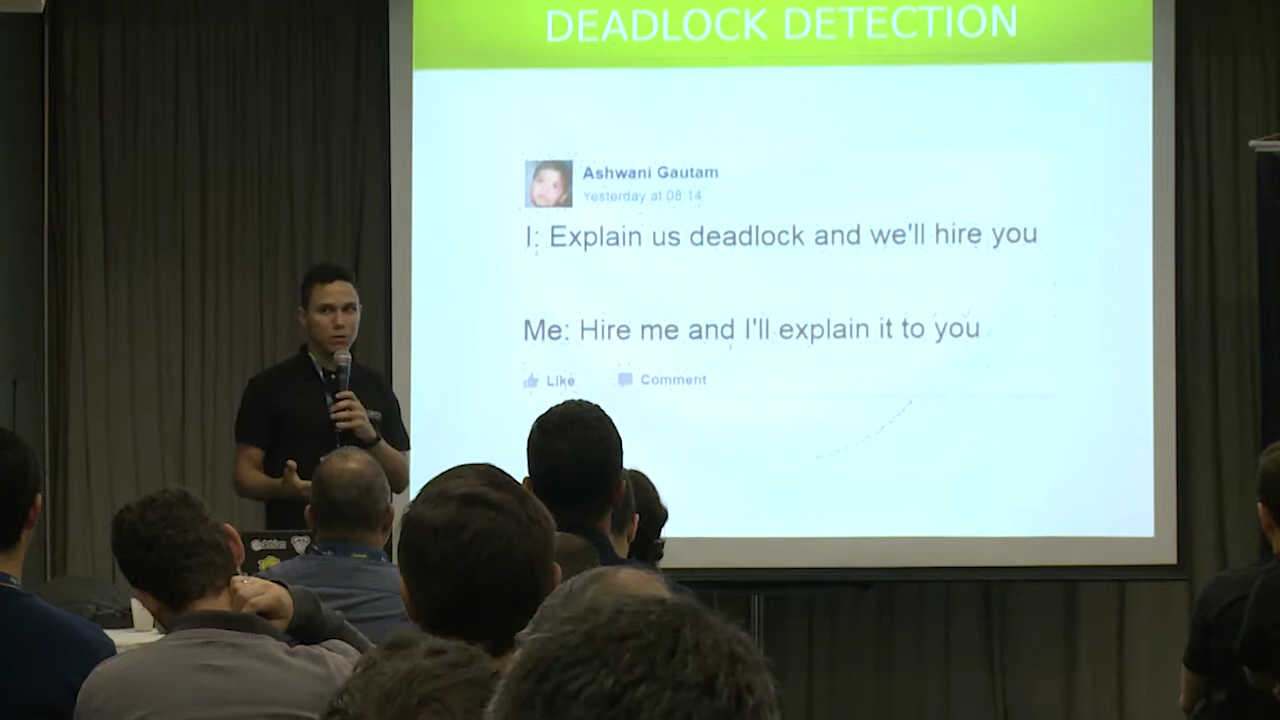 DEADLOCK DETECTION
Ashwani Gautam
Yesterday at 08:14
I: Explain us deadlock and we'll hire you
Me: Hire me and I'll explain it to you
Like Comment